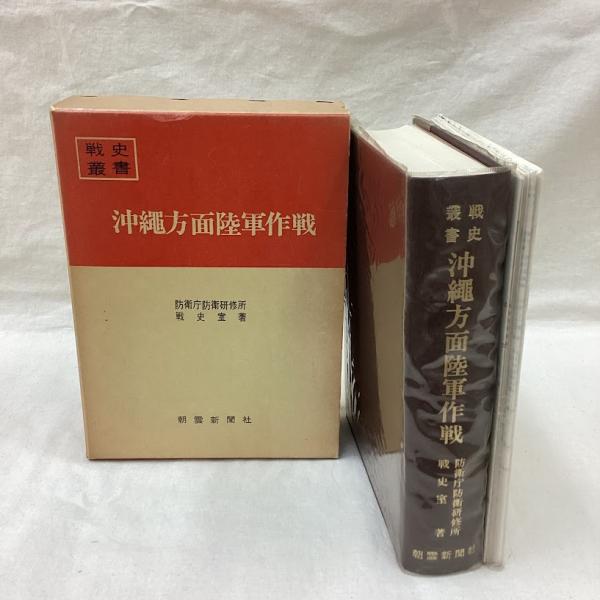 戦史
叢書
沖縄方面陸軍作戦
防衛庁防衛研修所
戦史室著
朝雲新聞社
戦史
叢書
沖縄方面陸軍作戦
防衛庁防衛研修所
戦史室著
朝雲新聞社